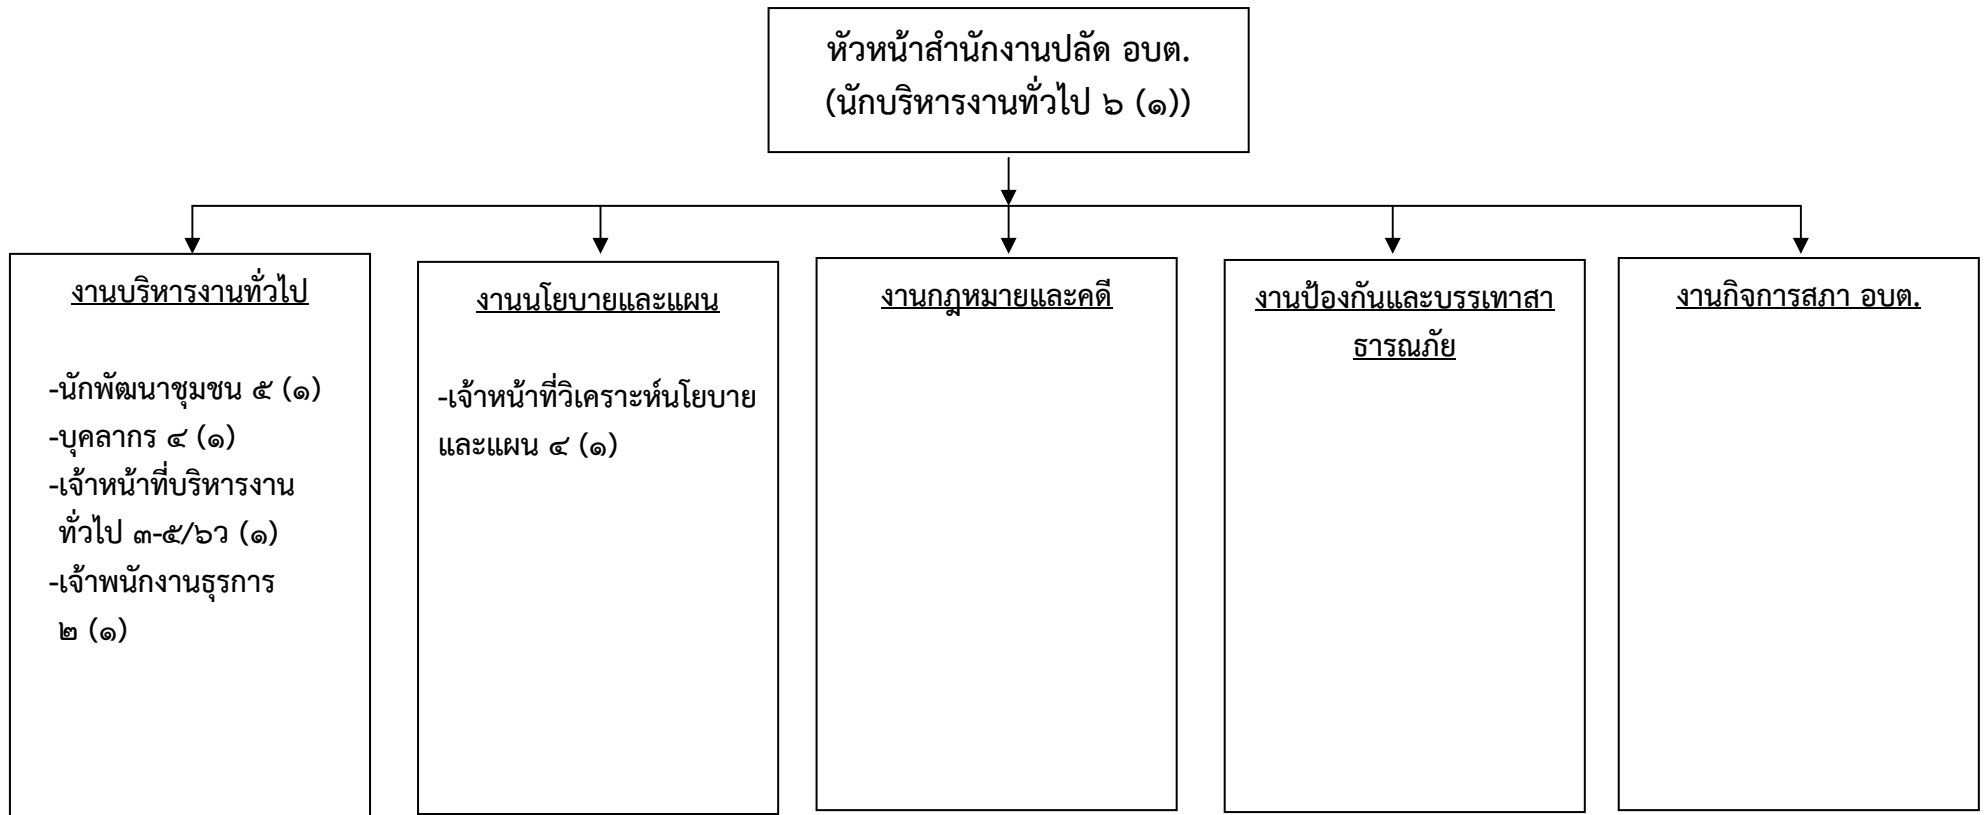 หัวหน้าสำนักงานปลัด อบต.
(นักบริหารงานทั่วไป ๖ (๑))
งานบริหารงานทั่วไป
-นักพัฒนาชุมชน ๕ (๑)
-บุคลากร ๔ (๑)
-เจ้าหน้าที่บริหารงาน
ทั่วไป ๓-๕/๖ว (๑)
-เจ้าพนักงานธุรการ
๒ (๑)
งานนโยบายและแผน
-เจ้าหน้าที่วิเคราะห์นโยบาย
และแผน ๔ (๑)
งานกฎหมายและคดี
งานป้องกันและบรรเทาสา
ธารณภัย
งานกิจการสภา อบต.